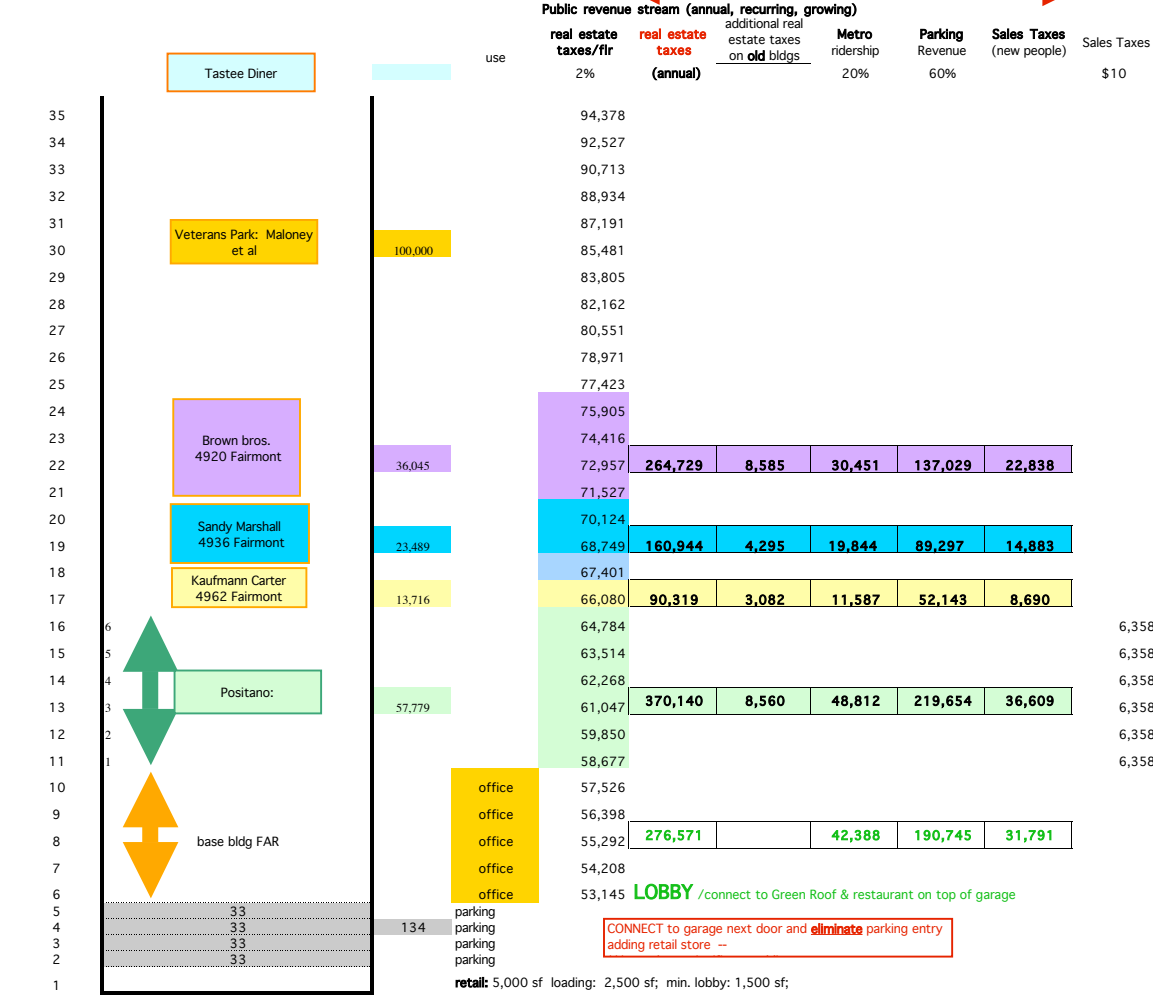 Public revenue stream (annual, recurring, growing)
use
real estate taxes/flr
2%
real estate taxes
(annual)
additional real estate taxes on old bldgs
Metro ridership
20%
Parking Revenue
60%
Sales Taxes (new people)
Sales Taxes
$10
Tastee Diner
35 94,378
34 92,527
33 90,713
32 88,934
31 87,191
Veterans Park: Maloney et al
30 100,000 85,481
29 83,805
28 82,162
27 80,551
26 78,971
25 77,423
24 75,905
23 74,416
Brown bros.
4920 Fairmont
22 36,045 72,957 264,729 8,585 30,451 137,029 22,838
21 71,527
20 70,124
Sandy Marshall
4936 Fairmont
19 23,489 68,749 160,944 4,295 19,844 89,297 14,883
18 67,401
Kaufmann Carter
4962 Fairmont
17 13,716 66,080 90,319 3,082 11,587 52,143 8,690
16 6 64,784 6,358
15 5 63,514 6,358
14 4 62,268 6,358
Positano:
13 3 57,779 61,047 370,140 8,560 48,812 219,654 36,609 6,358
12 2 59,850 6,358
11 1 58,677 6,358
10 office 57,526
9 office 56,398
8 base bldg FAR office 55,292 276,571 42,388 190,745 31,791
7 office 54,208
6 office 53,145 LOBBY /connect to Green Roof & restaurant on top of garage
5 33 parking
4 33 134 parking
3 33 parking
2 33 parking
CONNECT to garage next door and eliminate parking entry
adding retail store --
1 retail: 5,000 sf loading: 2,500 sf; min. lobby: 1,500 sf;